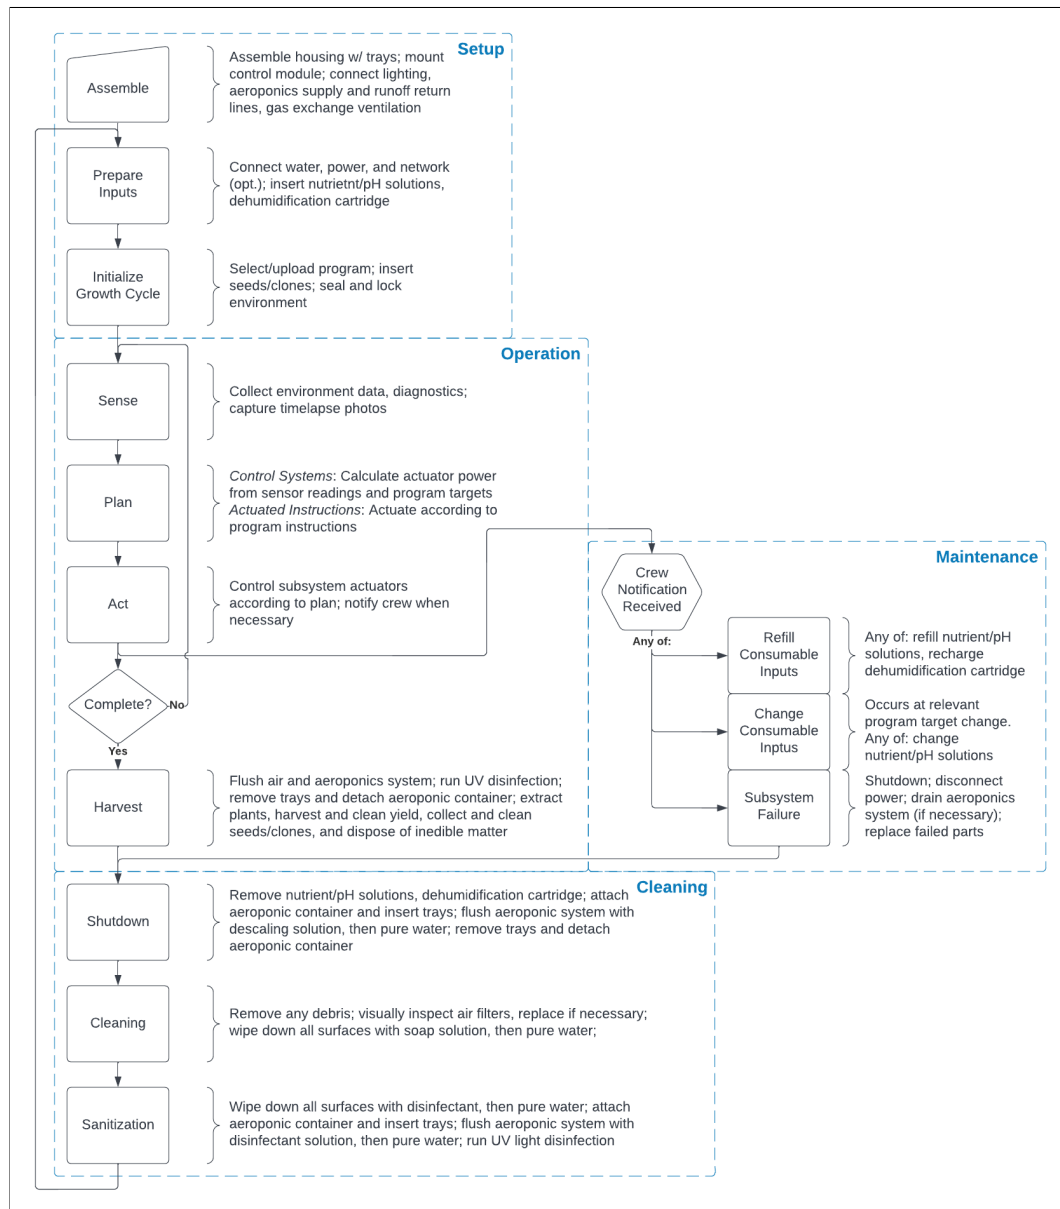 Setup
Assemble
Assemble housing w/ trays; mount
control module; connect lighting,
aeroponics supply and runoff return
lines, gas exchange ventilation
Prepare
Inputs
Connect water, power, and network
(opt.); insert nutrietnt/pH solutions,
dehumidification cartridge
Initialize
Growth Cycle
Select/upload program; insert
seeds/clones; seal and lock
environment
Operation
Sense
Collect environment data, diagnostics;
capture timelapse photos
Plan
Control Systems: Calculate actuator power
from sensor readings and program targets
Actuated Instructions: Actuate according to
program instructions
Act
Control subsystem actuators
according to plan; notify crew when
necessary
Complete?
No
Yes
Harvest
Flush air and aeroponics system; run UV disinfection;
remove trays and detach aeroponic container; extract
plants, harvest and clean yield, collect and clean
seeds/clones, and dispose of inedible matter
Maintenance
Crew
Notification
Received
Any of:
Refill
Consumable
Inputs
Any of: refill nutrient/pH
solutions, recharge
dehumidification cartridge
Change
Consumable
Inptus
Occurs at relevant
program target change.
Any of: change
nutrient/pH solutions
Subsystem
Failure
Shutdown; disconnect
power; drain aeroponics
system (if necessary);
replace failed parts
Cleaning
Shutdown
Remove nutrient/pH solutions, dehumidification cartridge; attach
aeroponic container and insert trays; flush aeroponic system with
descaling solution, then pure water; remove trays and detach
aeroponic container
Cleaning
Remove any debris; visually inspect air filters, replace if necessary;
wipe down all surfaces with soap solution, then pure water;
Sanitization
Wipe down all surfaces with disinfectant, then pure water; attach
aeroponic container and insert trays; flush aeroponic system with
disinfectant solution, then pure water; run UV light disinfection